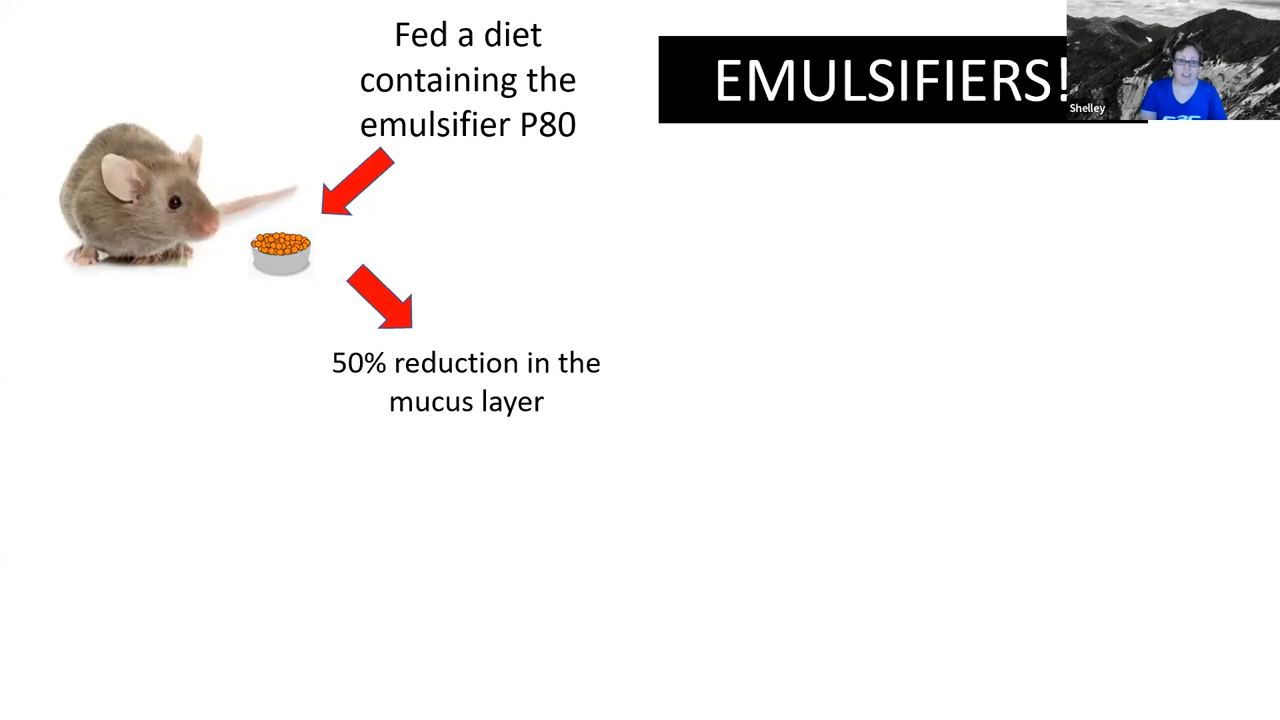 Fed a diet
containing the
emulsifier P80
EMULSIFIERS!
Shelley
50% reduction in the
mucus layer